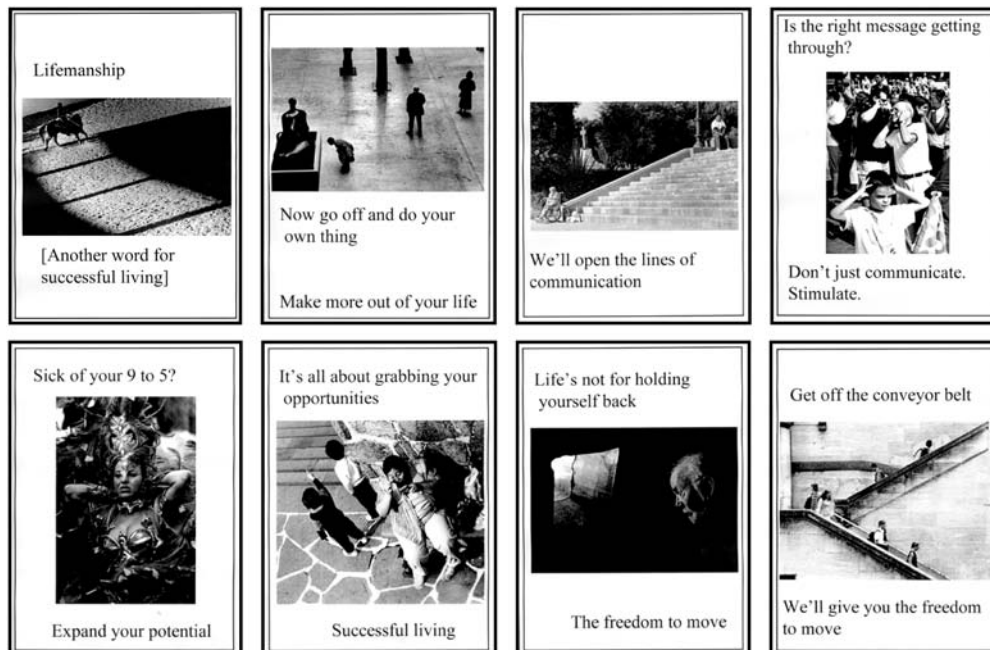 Lifemanship
[Another word for
successful living]
Now go off and do your
own thing
Make more out of your life
We'll open the lines of
communication
Is the right message getting
through?
Don't just communicate.
Stimulate.
Sick of your 9 to 5?
Expand your potential
It's all about grabbing your
opportunities
Successful living
Life's not for holding
yourself back
The freedom to move
Get off the conveyor belt
We'll give you the freedom
to move